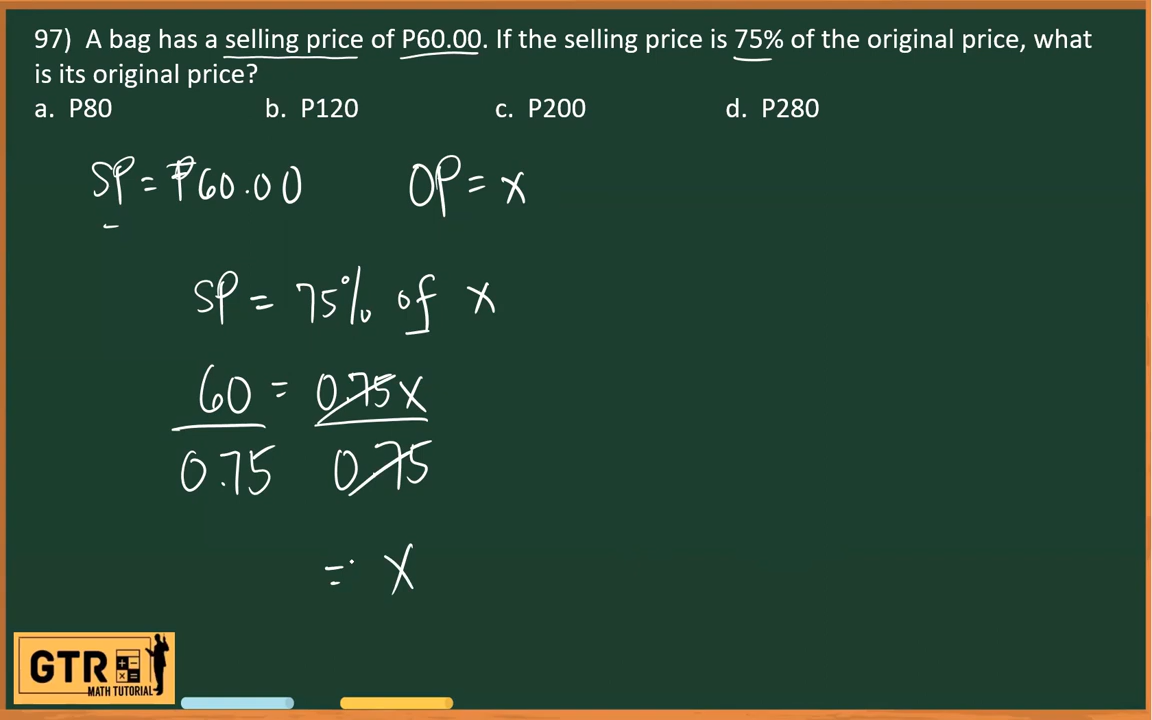 97) A bag has a selling price of P60.00. If the selling price is 75% of the original price, what
is its original price?
a. P80 b. P120 c. P200 d. P280
SP = ₱60.00 OP = x
SP = 75% of x
60 = 0.75x
0.75 0.75
= x
GTR
MATH TUTORIAL